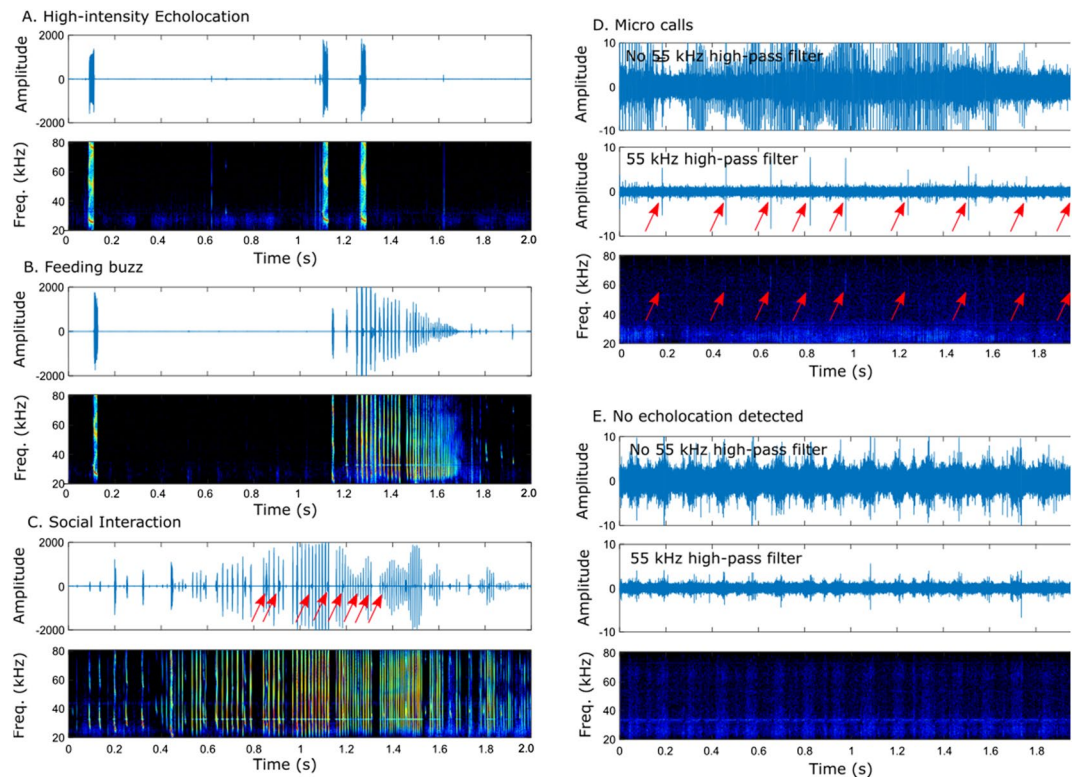 A. High-intensity Echolocation
2000
0
-2000
Amplitude
80
60
40
20
Freq. (kHz)
0 0.2 0.4 0.6 0.8 1.0 1.2 1.4 1.6 1.8 2.0
Time (s)
B. Feeding buzz
2000
0
-2000
Amplitude
80
60
40
20
Freq. (kHz)
0 0.2 0.4 0.6 0.8 1.0 1.2 1.4 1.6 1.8 2.0
Time (s)
C. Social Interaction
2000
0
-2000
Amplitude
80
60
40
20
Freq. (kHz)
0 0.2 0.4 0.6 0.8 1.0 1.2 1.4 1.6 1.8 2.0
Time (s)
D. Micro calls
10
0
-10
Amplitude
No 55 kHz high-pass filter
10
0
-10
Amplitude
55 kHz high-pass filter
80
60
40
20
Freq. (kHz)
0 0.2 0.4 0.6 0.8 1 1.2 1.4 1.6 1.8
Time (s)
E. No echolocation detected
10
0
-10
Amplitude
No 55 kHz high-pass filter
10
0
-10
Amplitude
55 kHz high-pass filter
80
60
40
20
Freq. (kHz)
0 0.2 0.4 0.6 0.8 1 1.2 1.4 1.6 1.8
Time (s)